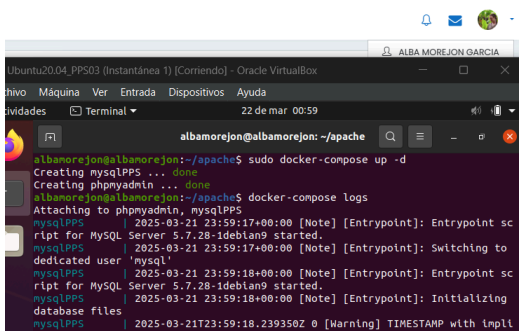 ALBA MOREJON GARCIA
Ubuntu20.04_PPS03 (Instantánea 1) [Corriendo] - Oracle VirtualBox
chivo Máquina Ver Entrada Dispositivos Ayuda
tividades Terminal 22 de mar 00:59
albamorejon@albamorejon: ~/apache
albamorejon@albamorejon:~/apache$ sudo docker-compose up -d
Creating mysqlPPS ... done
Creating phpmyadmin ... done
albamorejon@albamorejon:~/apache$ docker-compose logs
Attaching to phpmyadmin, mysqlPPS
mysqlPPS | 2025-03-21 23:59:17+00:00 [Note] [Entrypoint]: Entrypoint sc
ript for MySQL Server 5.7.28-1debian9 started.
mysqlPPS | 2025-03-21 23:59:17+00:00 [Note] [Entrypoint]: Switching to
dedicated user 'mysql'
mysqlPPS | 2025-03-21 23:59:18+00:00 [Note] [Entrypoint]: Entrypoint sc
ript for MySQL Server 5.7.28-1debian9 started.
mysqlPPS | 2025-03-21 23:59:18+00:00 [Note] [Entrypoint]: Initializing
database files
mysqlPPS | 2025-03-21T23:59:18.239350Z 0 [Warning] TIMESTAMP with impli